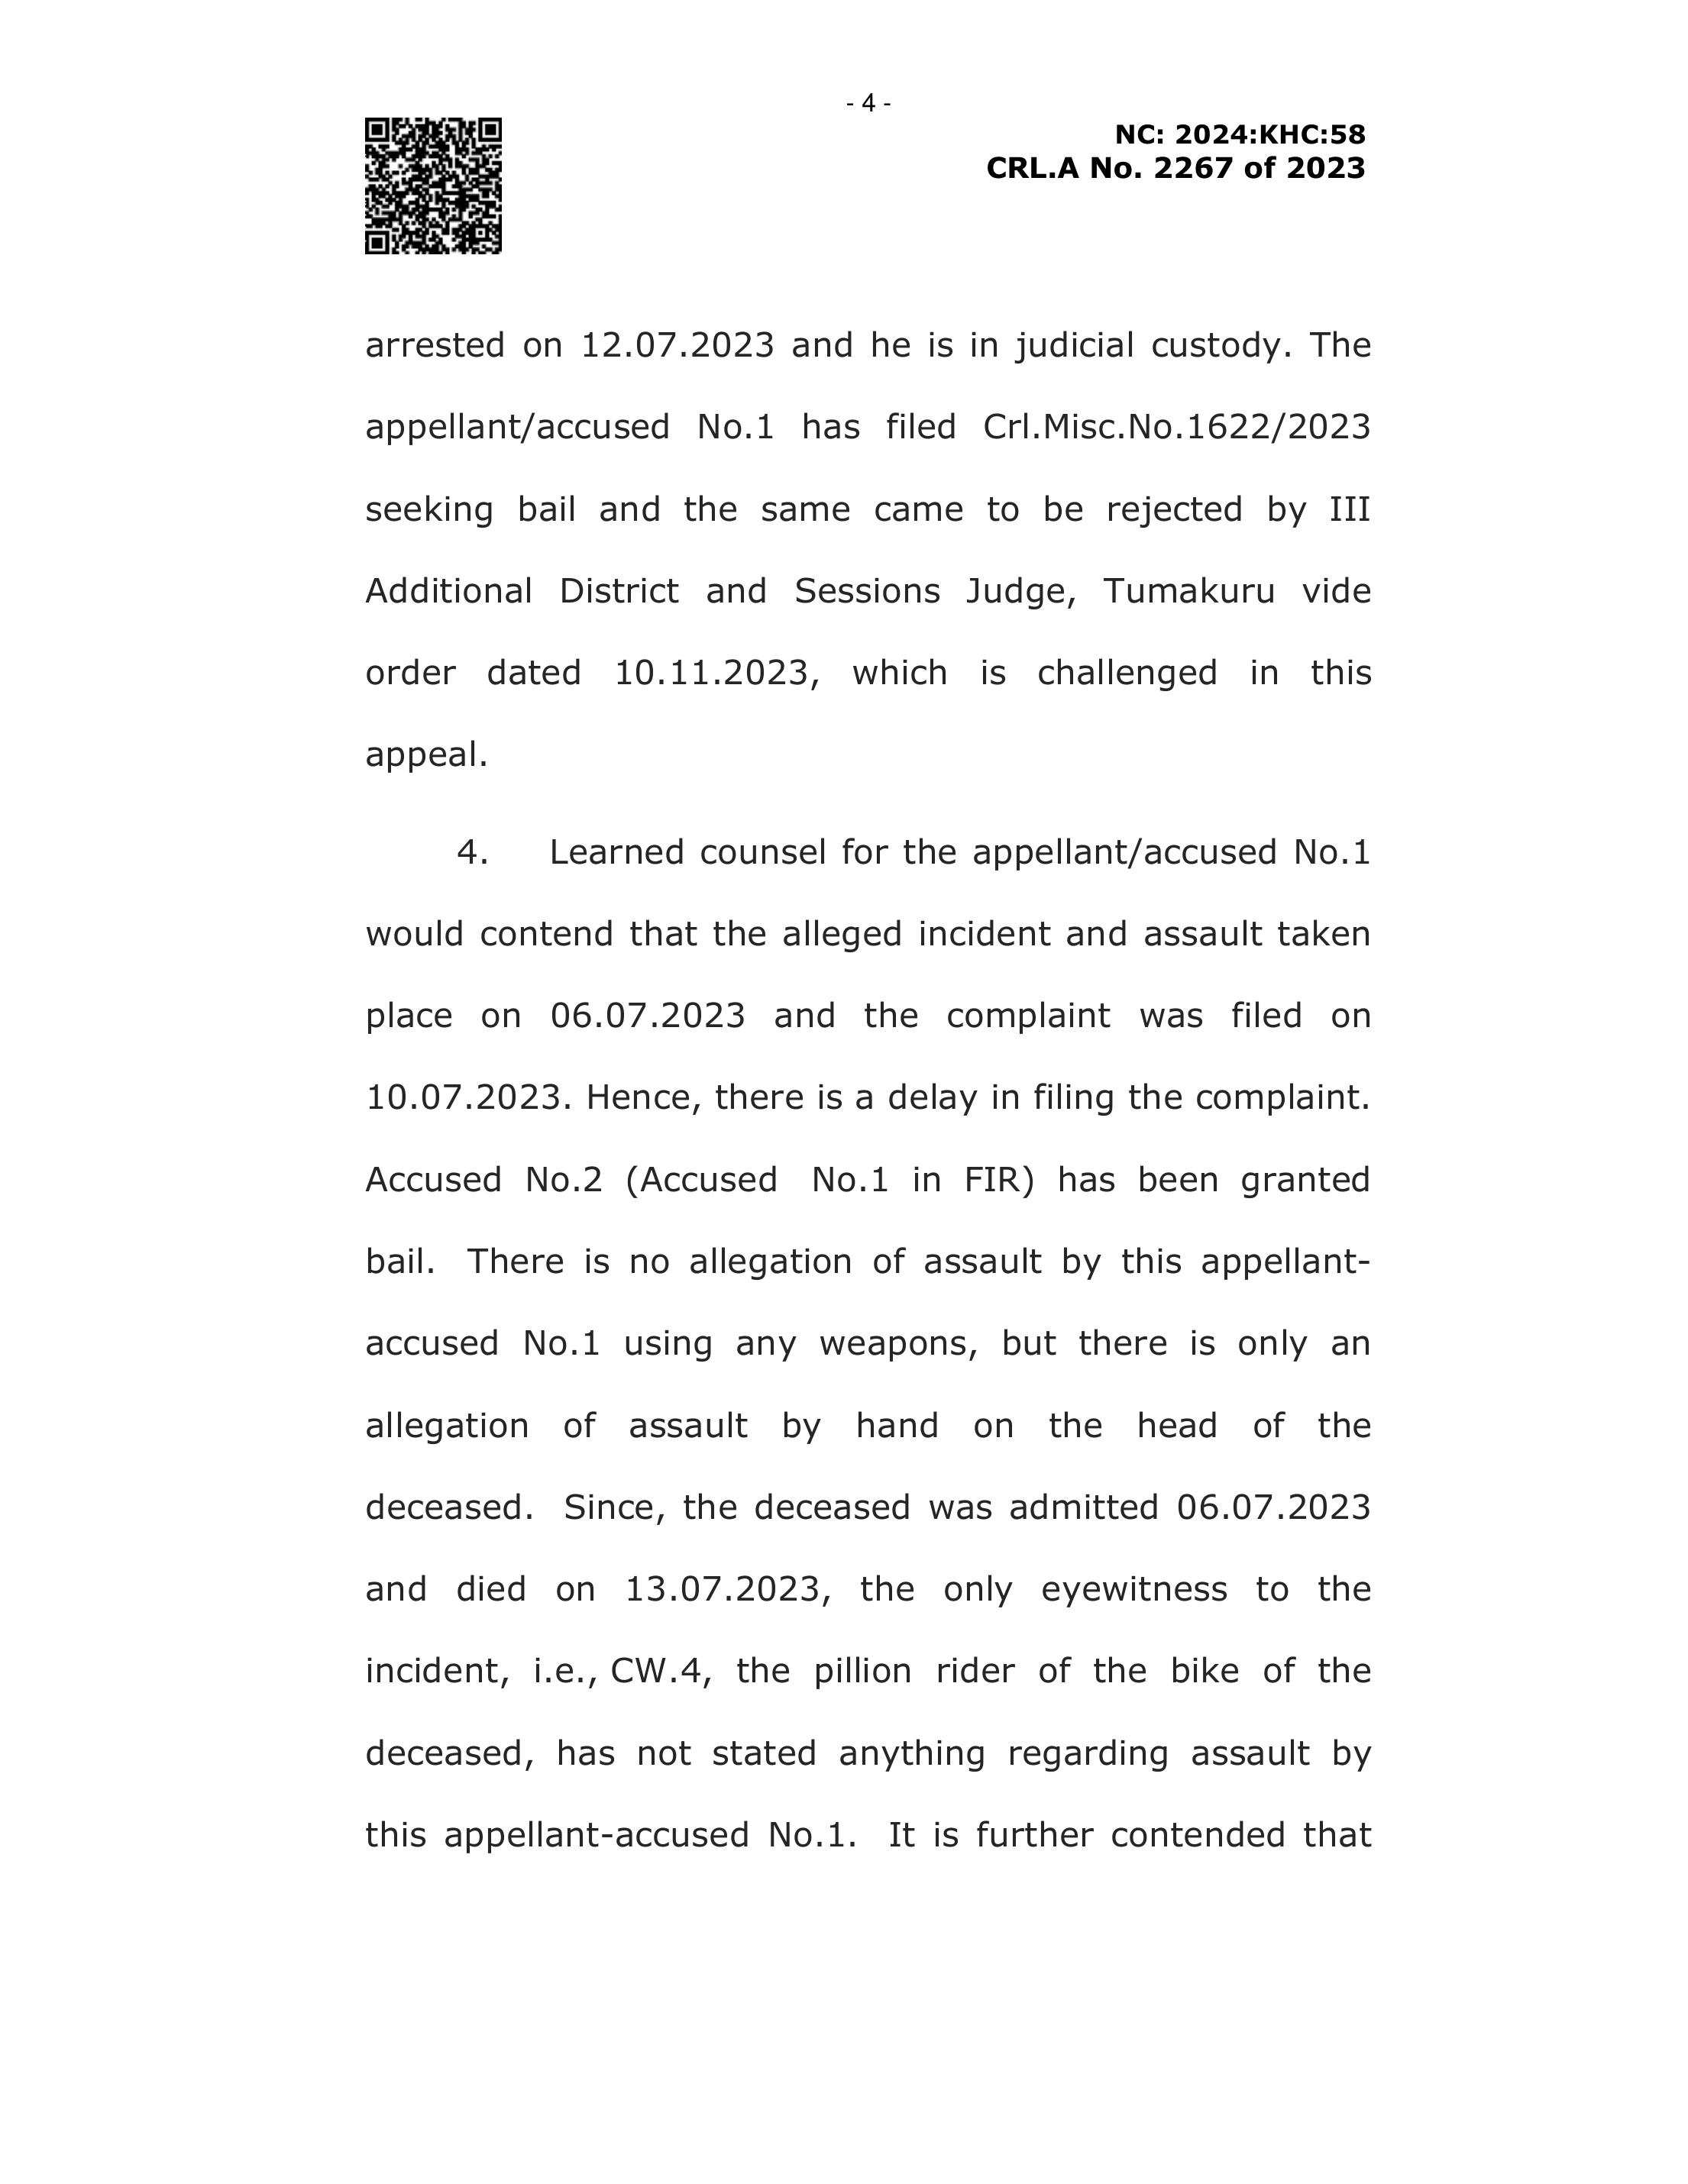 - 4 -
NC: 2024:KHC:58
CRL.A No. 2267 of 2023
arrested on 12.07.2023 and he is in judicial custody. The
appellant/accused No.1 has filed Crl.Misc.No.1622/2023
seeking bail and the same came to be rejected by III
Additional District and Sessions Judge, Tumakuru vide
order dated 10.11.2023, which is challenged in this
appeal.
4. Learned counsel for the appellant/accused No.1
would contend that the alleged incident and assault taken
place on 06.07.2023 and the complaint was filed on
10.07.2023. Hence, there is a delay in filing the complaint.
Accused No.2 (Accused No.1 in FIR) has been granted
bail. There is no allegation of assault by this appellant-
accused No.1 using any weapons, but there is only an
allegation of assault by hand on the head of the
deceased. Since, the deceased was admitted 06.07.2023
and died on 13.07.2023, the only eyewitness to the
incident, i.e., CW.4, the pillion rider of the bike of the
deceased, has not stated anything regarding assault by
this appellant-accused No.1. It is further contended that